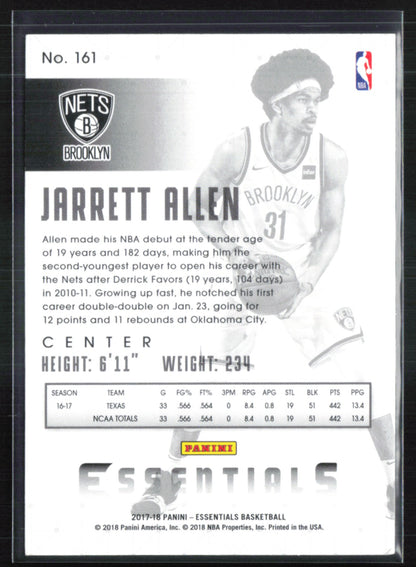 No. 161
NBA
NETS
B
BROOKLYN
BROOKLYN
31
JARRETT ALLEN
Allen made his NBA debut at the tender age
of 19 years and 182 days, making him the
second-youngest player to open his career with
the Nets after Derrick Favors (19 years, 104 days)
in 2010-11. Growing up fast, he notched his first
career double-double on Jan. 23, going for
12 points and 11 rebounds at Oklahoma City.
CENTER
HEIGHT: 6'11" WEIGHT: 234
SEASON TEAM G FG% FT% 3PM RPG APG STL BLK PTS PPG
16-17 TEXAS 33 .566 .564 0 8.4 0.8 19 51 442 13.4
NCAA TOTALS 33 .566 .564 0 8.4 0.8 19 51 442 13.4
PANINI
ESSENTIALS
2017-18 PANINI – ESSENTIALS BASKETBALL
© 2018 Panini America, Inc. © 2018 NBA Properties, Inc. Printed in the USA.